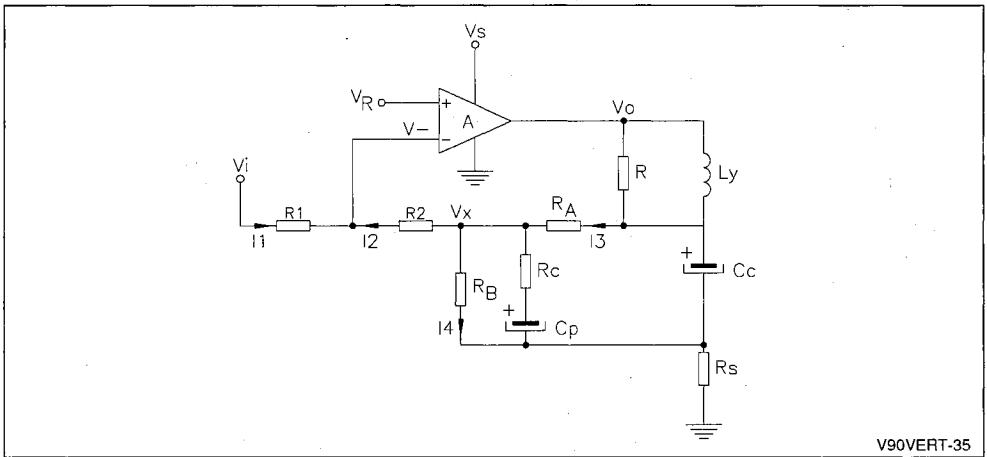 Vs
VR
+
A
V-
-
Vo
Vi
R
Ly
R1
R2
Vx
RA
I1
I2
I3
+
Cc
Rc
RB
+
I4
Cp
Rs
V90VERT-35